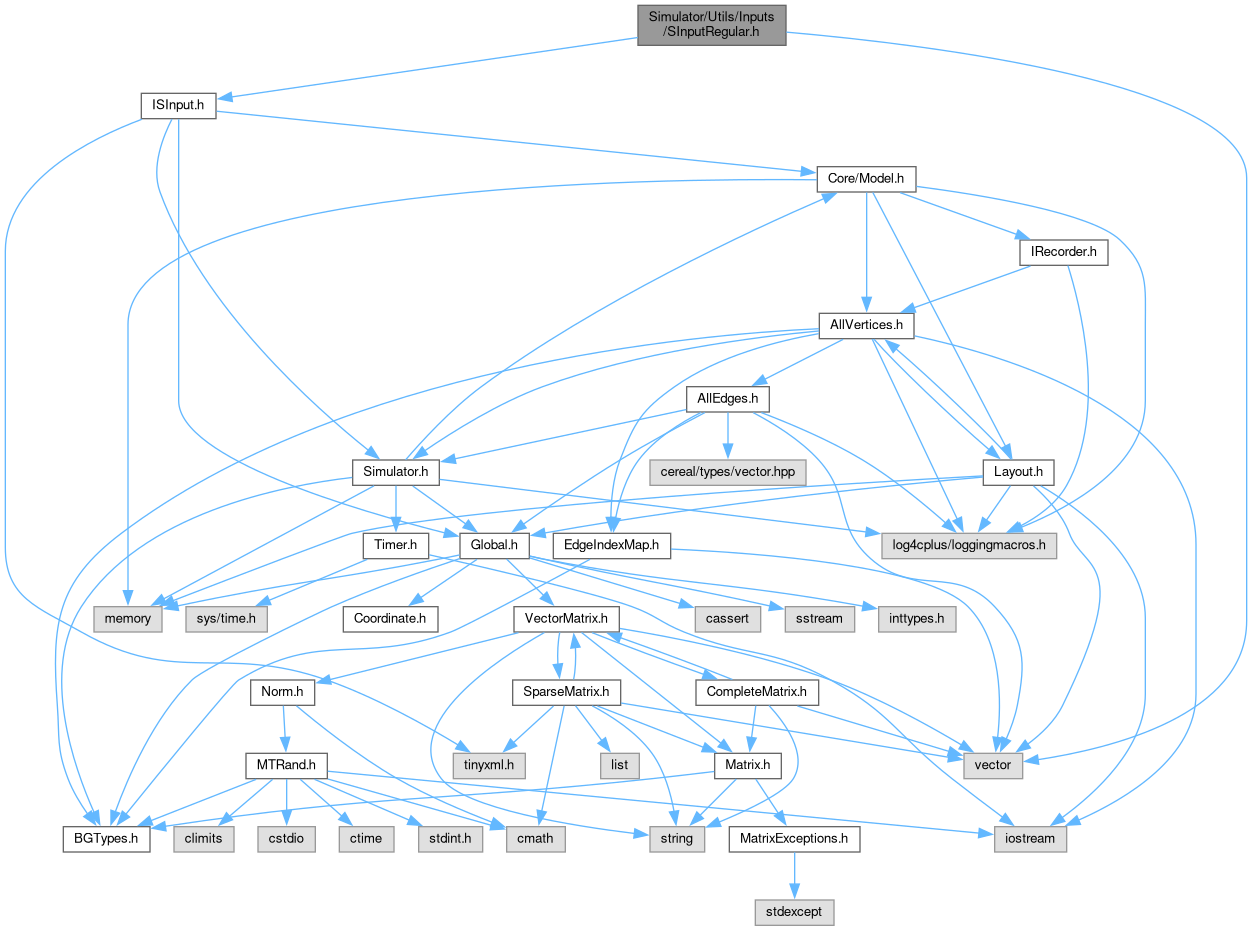 Simulator/Utils/Inputs
/SInputRegular.h
ISInput.h
Core/Model.h
IRecorder.h
AllVertices.h
AllEdges.h
Simulator.h
cereal/types/vector.hpp
Layout.h
Timer.h
Global.h
EdgeIndexMap.h
log4cplus/loggingmacros.h
memory
sys/time.h
Coordinate.h
VectorMatrix.h
cassert
sstream
inttypes.h
Norm.h
SparseMatrix.h
CompleteMatrix.h
MTRand.h
tinyxml.h
list
Matrix.h
vector
BGTypes.h
climits
cstdio
ctime
stdint.h
cmath
string
MatrixExceptions.h
iostream
stdexcept